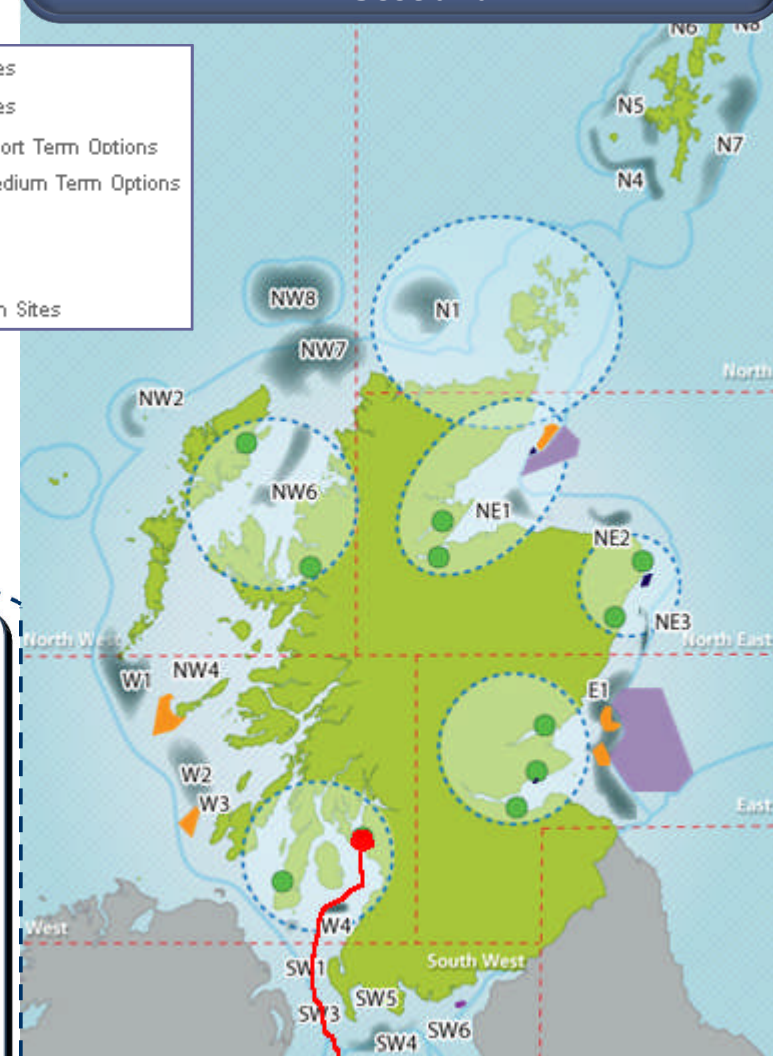 N6
N8
es
es
ort Term Options
edium Term Options
n Sites
N5
N7
N4
NW8
N1
NW7
North
NW2
NW6
NE1
NE2
NE3
North West
North East
W1
NW4
E1
W2
W3
East
West
W4
South West
SW1
SW5
SW3
SW6
SW4